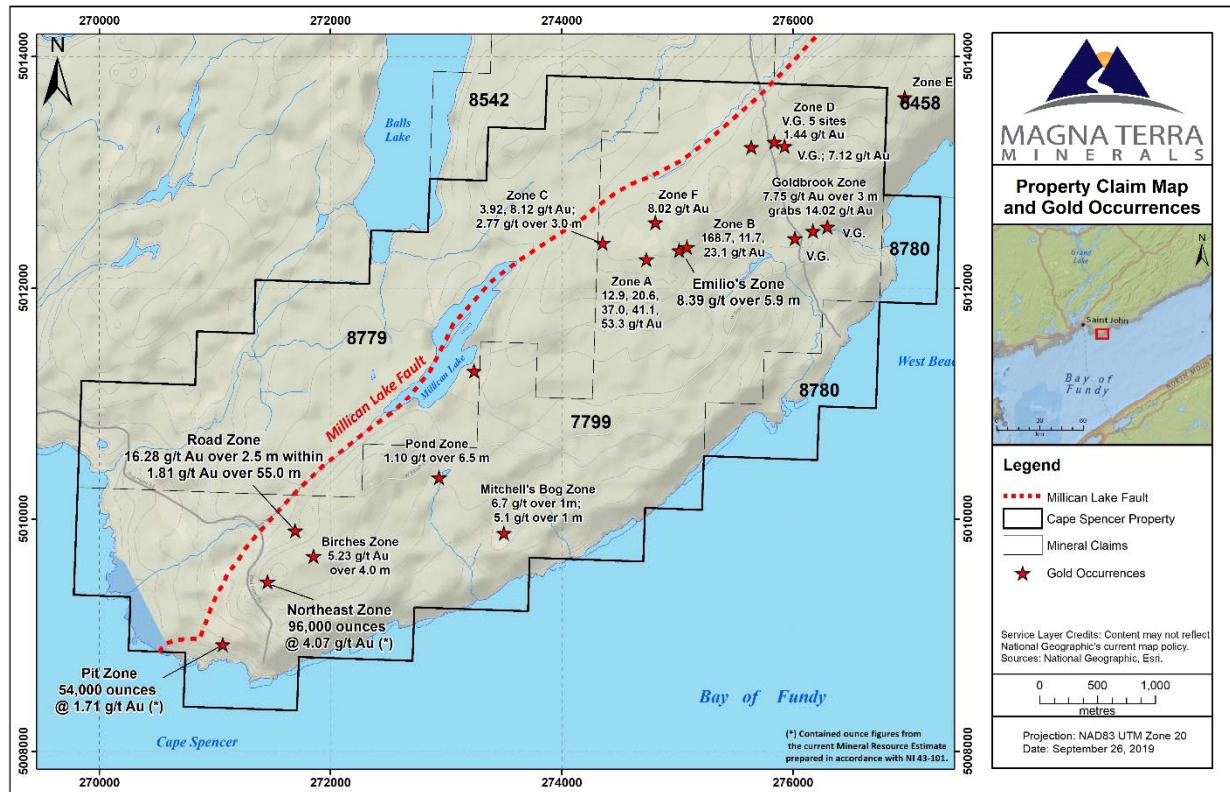 270000
272000
274000
276000
5014000
5012000
5010000
5008000
N
8542
Balls
Lake
Zone E
6458
Zone D
V.G. 5 sites
1.44 g/t Au
V.G.; 7.12 g/t Au
Zone C
3.92, 8.12 g/t Au;
2.77 g/t over 3.0 m
Zone F
8.02 g/t Au
Goldbrook Zone
7.75 g/t Au over 3 m
grabs 14.02 g/t Au
V.G.
V.G.
Zone B
168.7, 11.7,
23.1 g/t Au
8780
Zone A
12.9, 20.6,
37.0, 41.1,
53.3 g/t Au
Emilio's Zone
8.39 g/t over 5.9 m
8779
Millican Lake Fault
Millican Lake
West Beac
8780
7799
Road Zone
16.28 g/t Au over 2.5 m within
1.81 g/t Au over 55.0 m
Pond Zone
1.10 g/t over 6.5 m
Mitchell's Bog Zone
6.7 g/t over 1m;
5.1 g/t over 1 m
Birches Zone
5.23 g/t Au
over 4.0 m
Northeast Zone
96,000 ounces
@ 4.07 g/t Au (*)
Pit Zone
54,000 ounces
@ 1.71 g/t Au (*)
Cape Spencer
Bay of Fundy
(*) Contained ounce figures from
the current Mineral Resource Estimate
prepared in accordance with NI 43-101.
5014000
5012000
5010000
5008000
270000
272000
274000
276000
MAGNA TERRA
MINERALS
Property Claim Map
and Gold Occurrences
Grand
Lake
N
Saint John
Bay of
Fundy
NORTH MOUN
0 20 60
km
Legend
Millican Lake Fault
Cape Spencer Property
Mineral Claims
Gold Occurrences
Service Layer Credits: Content may not reflect
National Geographic's current map policy.
Sources: National Geographic, Esri.
0 500 1,000
metres
Projection: NAD83 UTM Zone 20
Date: September 26, 2019